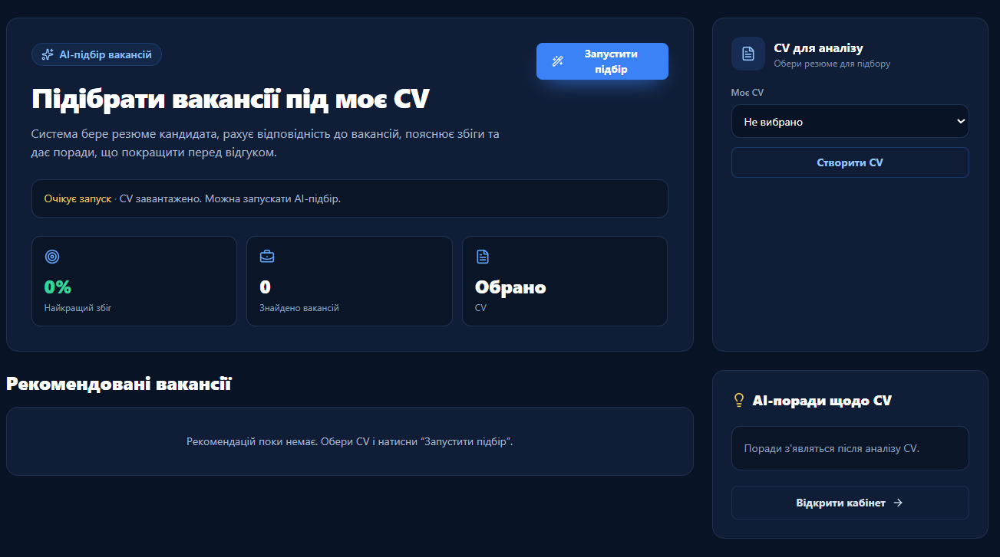 AI-підбір вакансій
Запустити
підбір
Підібрати вакансії під моє CV
Система бере резюме кандидата, рахує відповідність до вакансій, пояснює збіги та
дає поради, що покращити перед відгуком.
Очікує запуск · CV завантажено. Можна запускати AI-підбір.
0%
Найкращий збіг
0
Знайдено вакансій
Обрано
CV
CV для аналізу
Обери резюме для підбору
Моє CV
Не вибрано
Створити CV
Рекомендовані вакансії
Рекомендацій поки немає. Обери CV і натисни “Запустити підбір”.
AI-поради щодо CV
Поради з'являться після аналізу CV.
Відкрити кабінет →